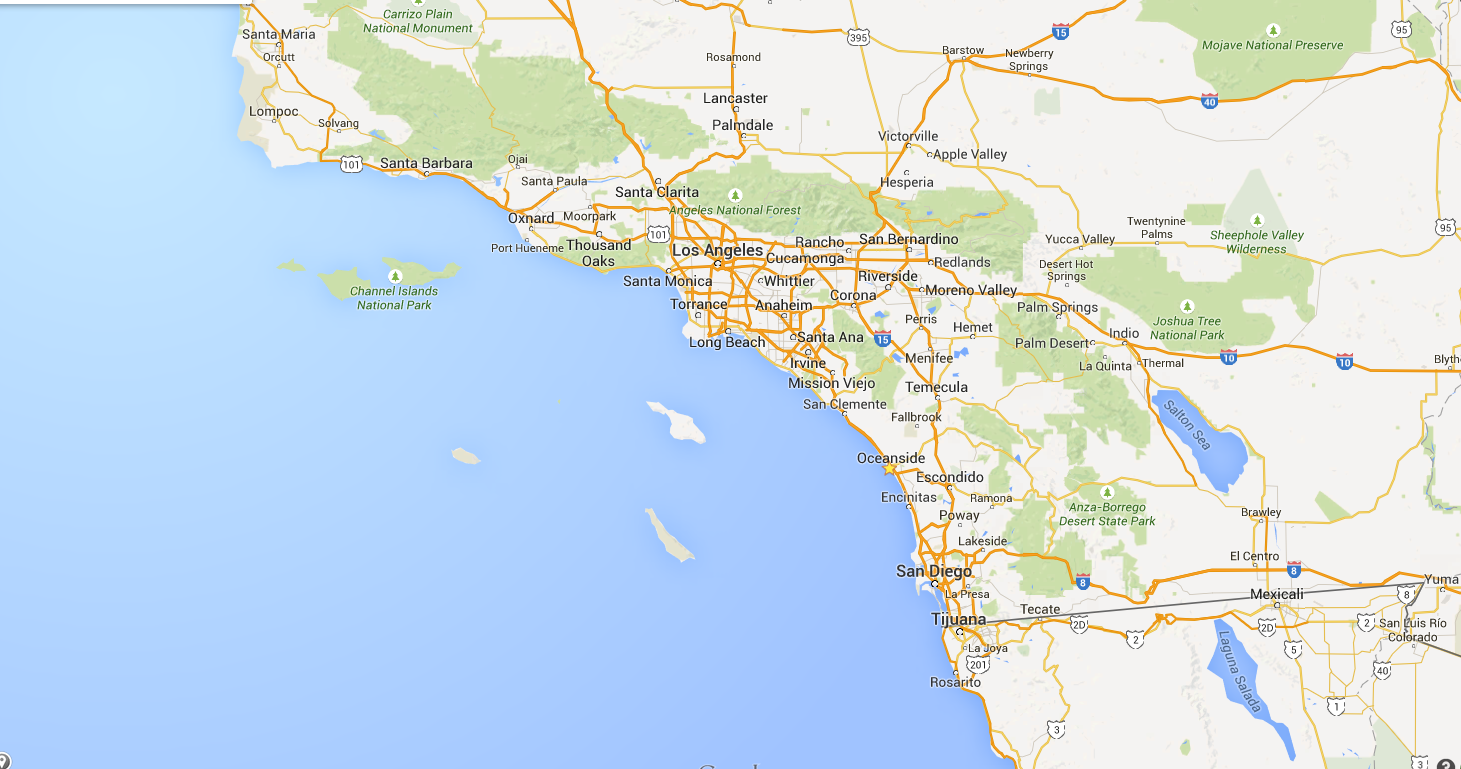 Carrizo Plain
National Monument
Santa Maria
Orcutt
Lompoc
Solvang
101
Santa Barbara
Ojai
Santa Paula
Oxnard
Moorpark
Port Hueneme
Thousand
Oaks
101
Channel Islands
National Park
Rosamond
Lancaster
Palmdale
Santa Clarita
Angeles National Forest
Los Angeles
Santa Monica
Torrance
Long Beach
Whittier
Anaheim
Santa Ana
Irvine
Mission Viejo
San Clemente
Rancho
Cucamonga
San Bernardino
Redlands
Riverside
Corona
Moreno Valley
Perris
Hemet
15
Menifee
Temecula
Fallbrook
395
Barstow
Newberry
Springs
15
40
Mojave National Preserve
95
Victorville
Apple Valley
Hesperia
Twentynine
Palms
Yucca Valley
Sheephole Valley
Wilderness
95
Desert Hot
Springs
Palm Springs
Palm Desert
Indio
La Quinta
Thermal
Joshua Tree
National Park
10
10
Blythe
Salton Sea
Oceanside
Escondido
Encinitas
Ramona
Poway
Lakeside
San Diego
La Presa
Anza-Borrego
Desert State Park
Brawley
El Centro
8
8
Yuma
Mexicali
8
Tijuana
Tecate
2D
2
2D
2
San Luis Río
Colorado
5
40
La Joya
201
Rosarito
Laguna Salada
1
3
3
?